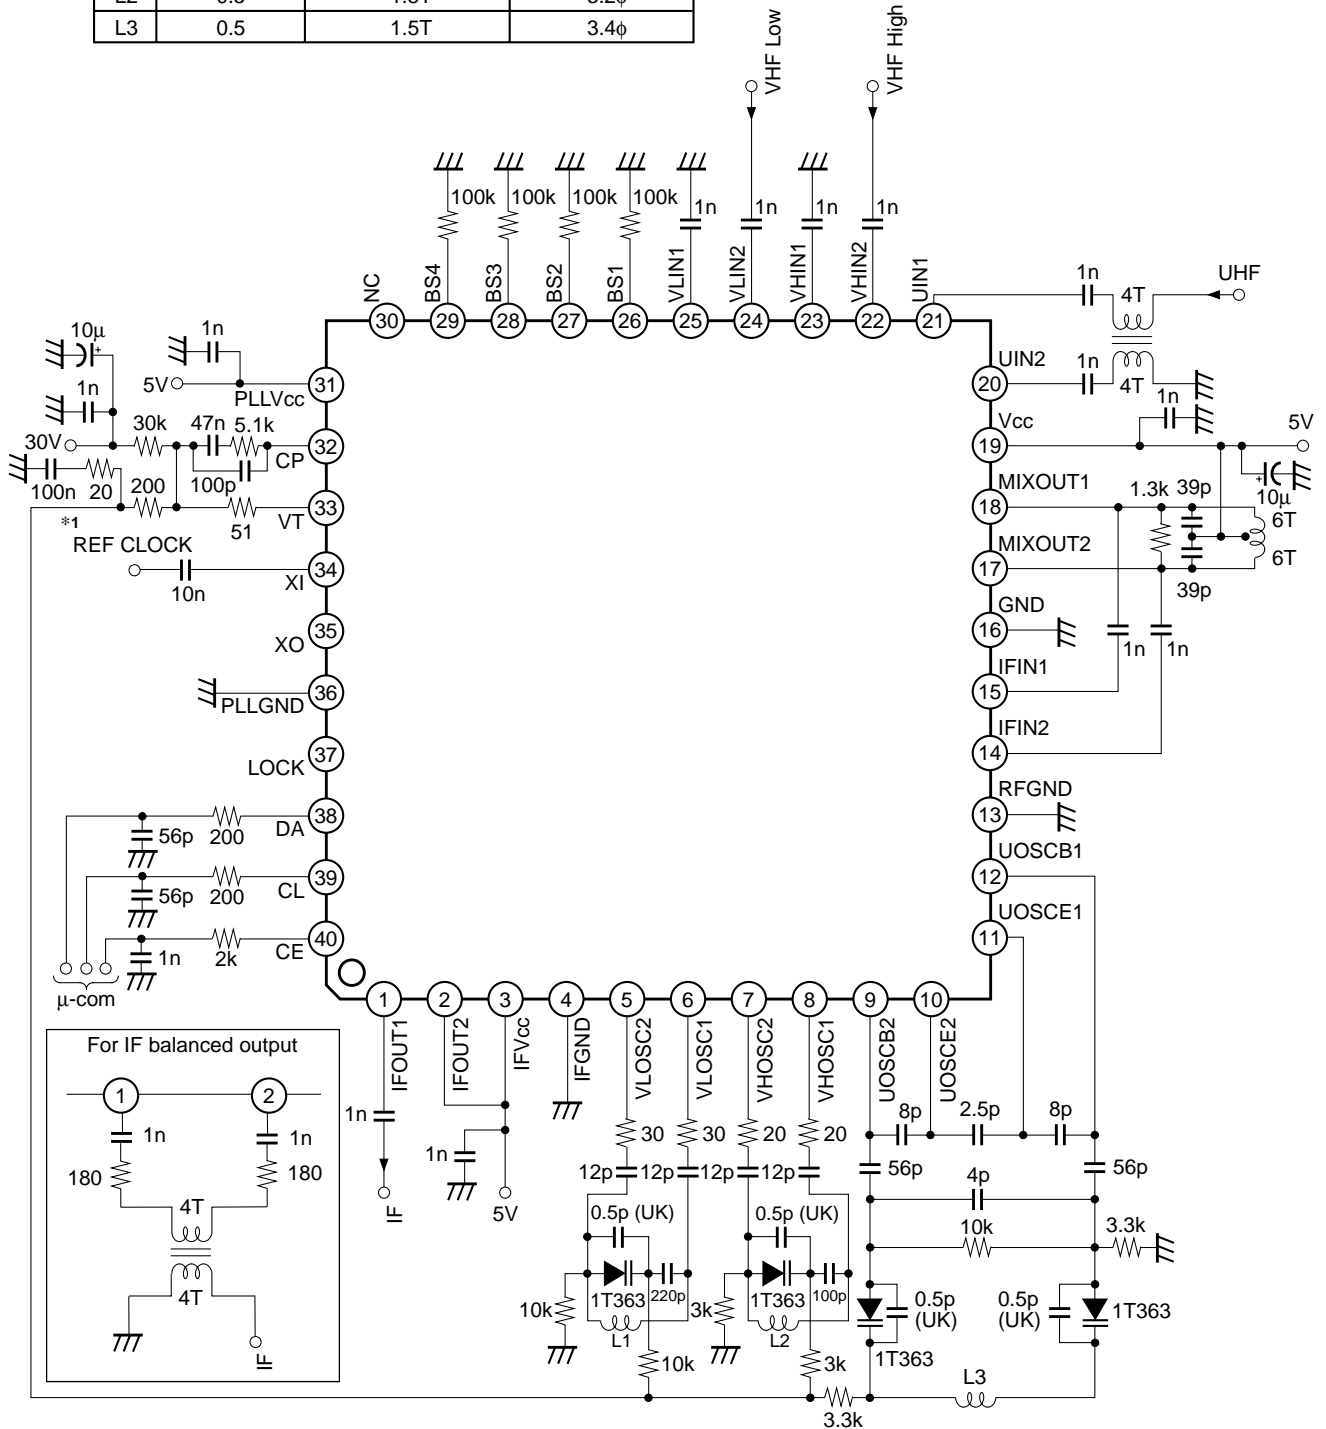 L3 0.5 1.5T 3.4ϕ
VHF Low
VHF High
100k 100k 100k 100k 1n 1n 1n 1n
NC BS4 BS3 BS2 BS1 VLIN1 VLIN2 VHIN1 VHIN2 UIN1
30 29 28 27 26 25 24 23 22 21
1n 4T UHF
1n 4T
10µ +
1n
1n
5V
PLLVcc
31
30V 30k 47n 5.1k
100p
CP
32
100n 20 200
51
VT
33
*1
REF CLOCK
10n
XI
34
XO
35
PLLGND
36
LOCK
37
56p 200 DA
38
56p 200 CL
39
1n 2k CE
40
µ-com
UIN2
20
1n
Vcc
19
5V
+ 10µ
MIXOUT1
18
1.3k 39p
6T
MIXOUT2
17
6T
39p
GND
16
1n 1n
IFIN1
15
IFIN2
14
RFGND
13
UOSCB1
12
UOSCE1
11
1 2 3 4 5 6 7 8 9 10
IFOUT1 IFOUT2 IFVcc IFGND VLOSC2 VLOSC1 VHOSC2 VHOSC1 UOSCB2 UOSCE2
For IF balanced output
1 2
1n 1n
180 180
4T
4T
IF
1n
IF
1n
5V
30 30 20 20
12p 12p 12p 12p
0.5p (UK) 0.5p (UK)
10k 1T363 220p
3k 1T363 100p
L1 L2
10k 3k
8p 2.5p 8p
56p 56p
4p
10k 3.3k
0.5p
(UK)
1T363
0.5p
(UK)
1T363
L3
3.3k